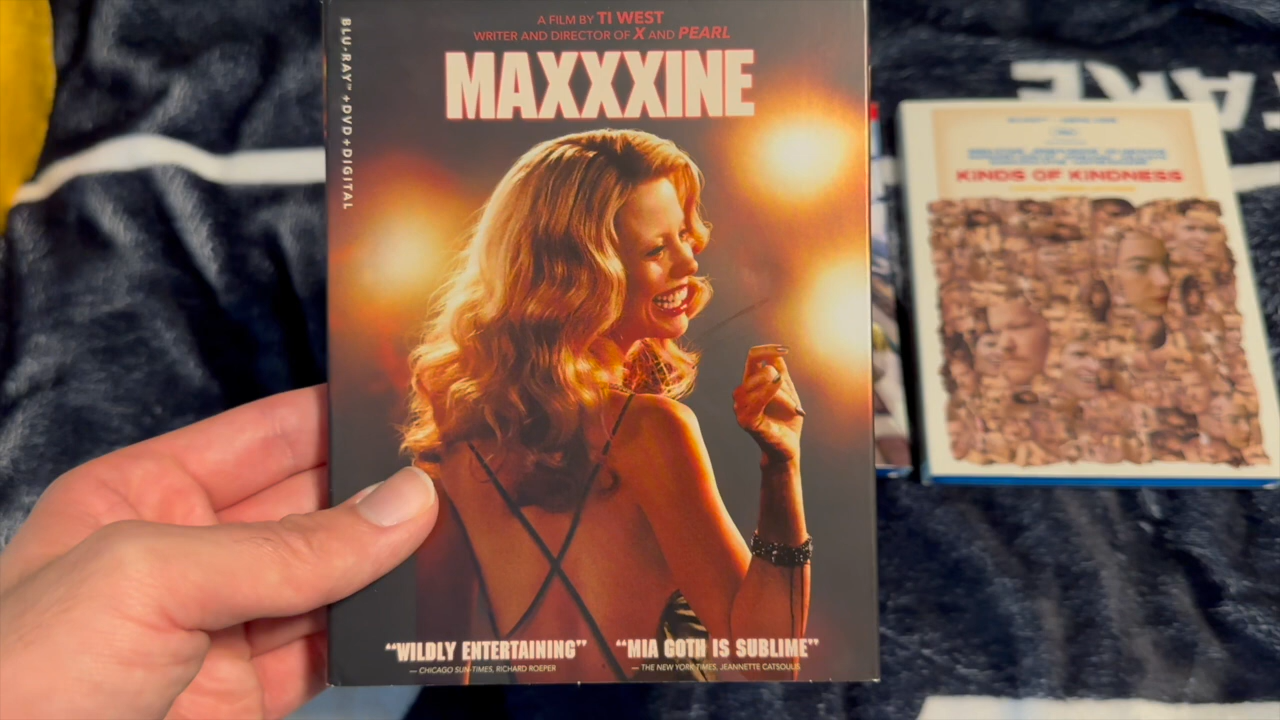 A FILM BY TI WEST
WRITER AND DIRECTOR OF X AND PEARL
MAXXXINE
BLU-RAY™+DVD+DIGITAL
"WILDLY ENTERTAINING"
— CHICAGO SUN-TIMES, RICHARD ROEPER
"MIA GOTH IS SUBLIME"
— THE NEW YORK TIMES, JEANNETTE CATSOULIS
KINDS OF KINDNESS